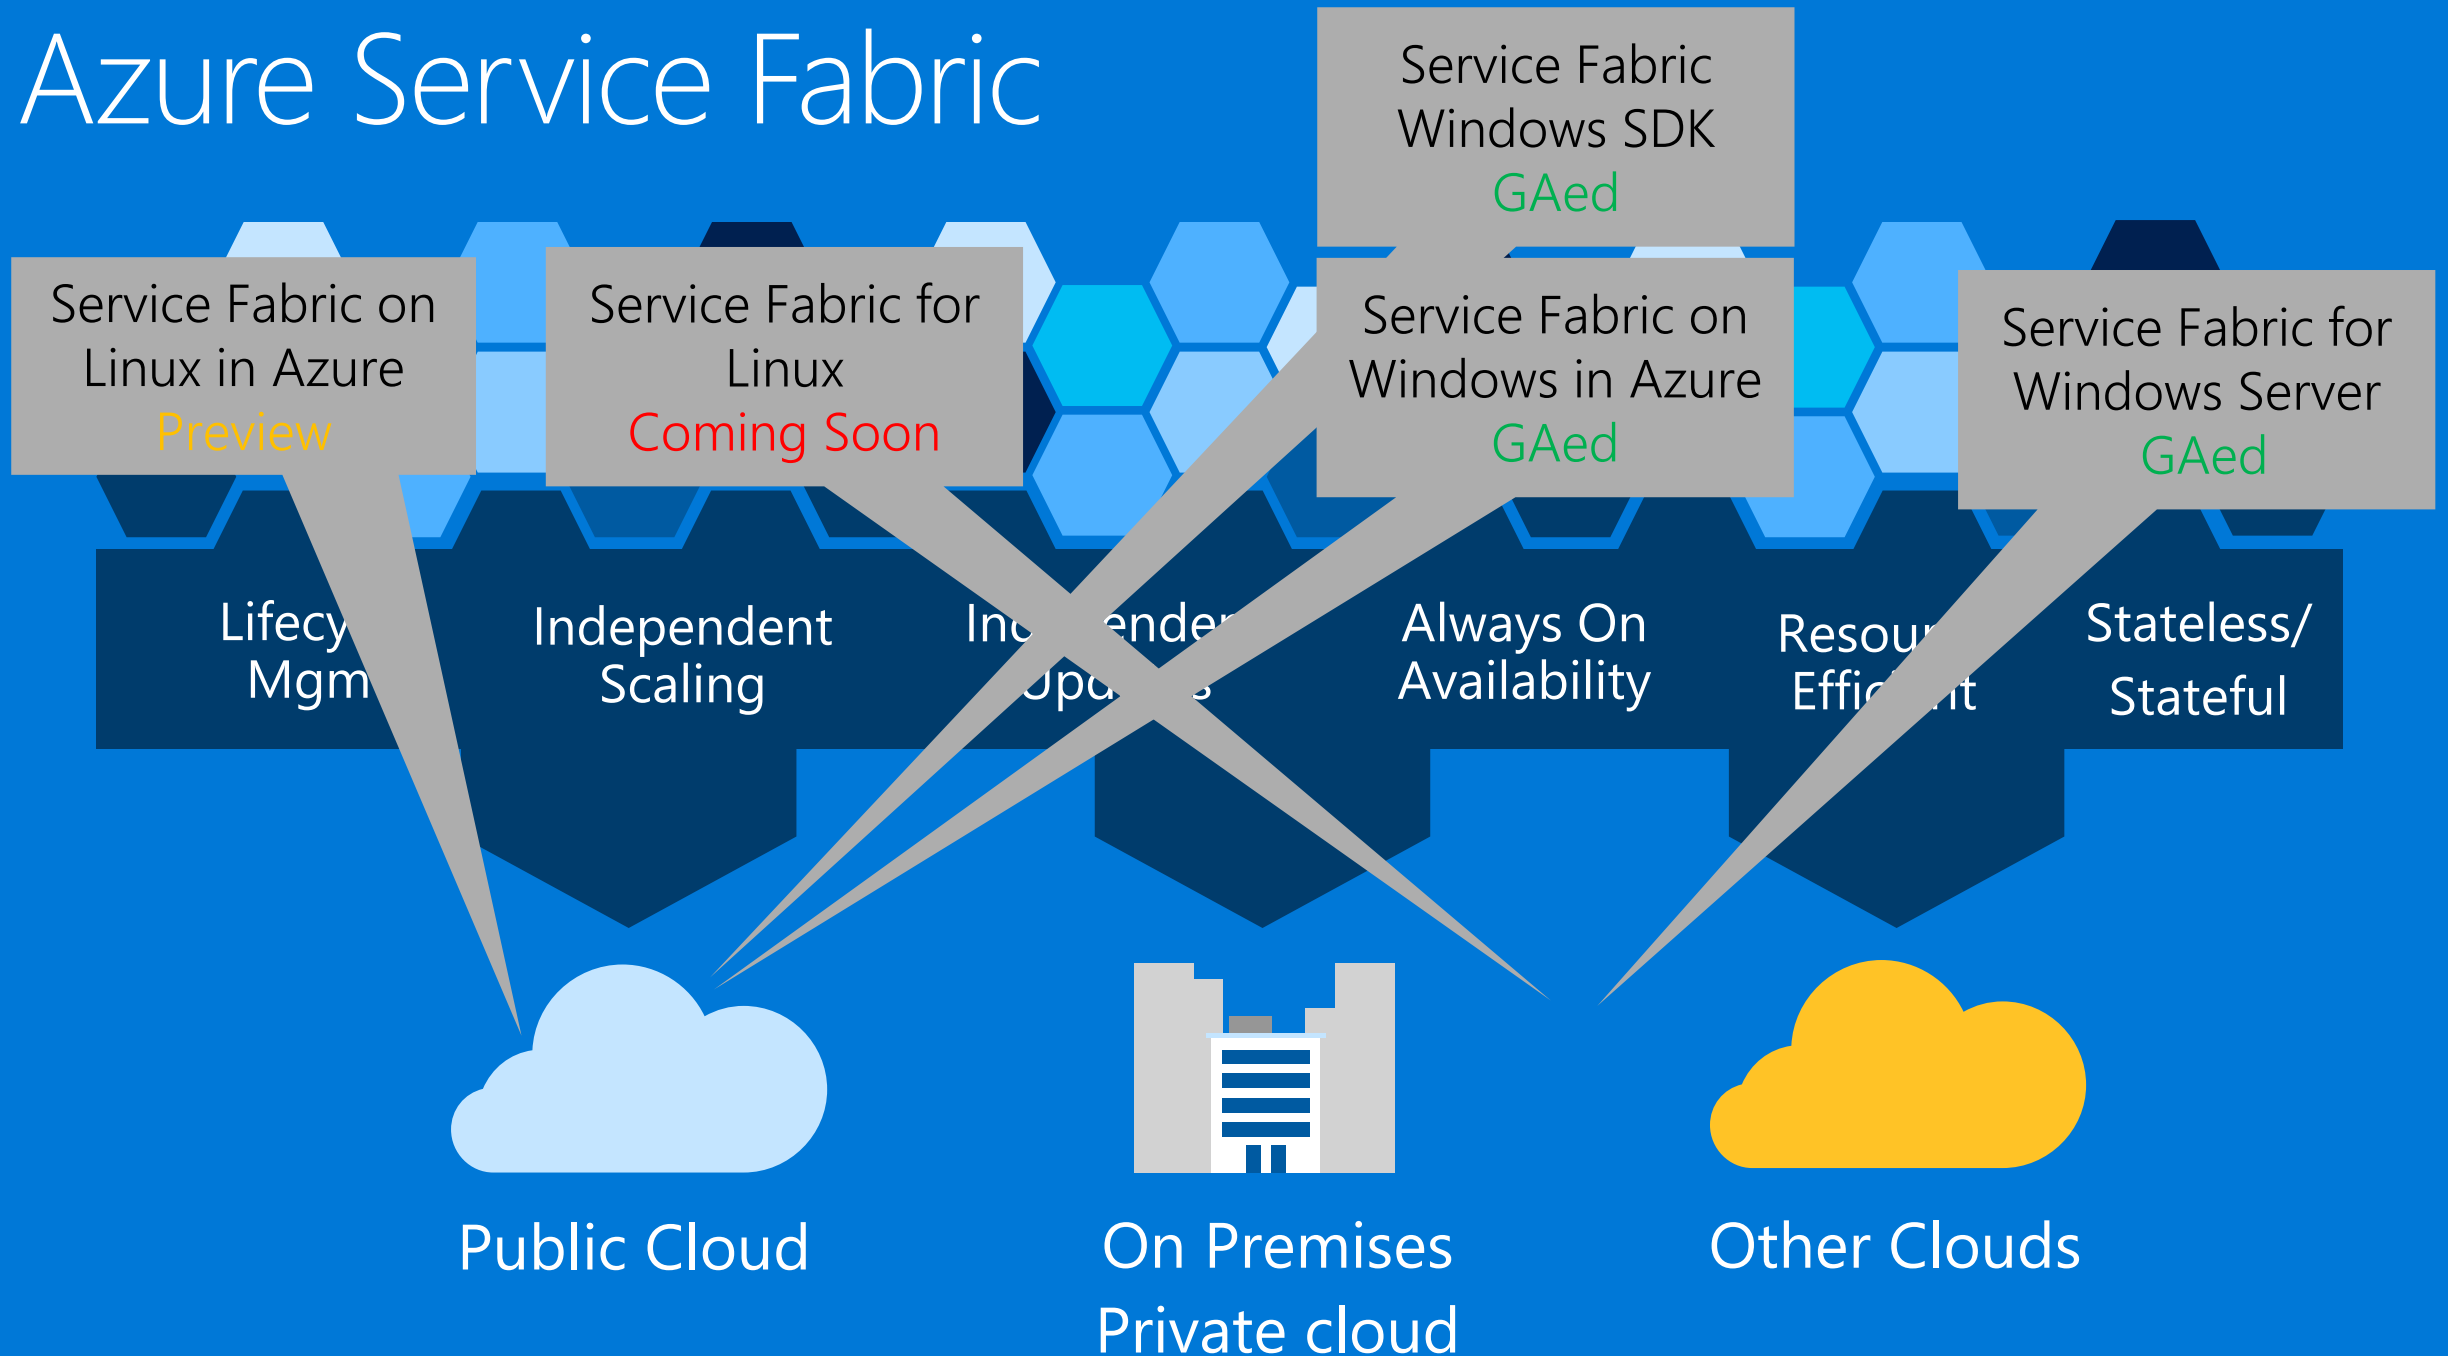 Azure Service Fabric
Service Fabric
Windows SDK
GAed
Service Fabric on
Linux in Azure
Preview
Service Fabric for
Linux
Coming Soon
Service Fabric on
Windows in Azure
GAed
Service Fabric for
Windows Server
GAed
Mgm
Independent
Scaling
Always On
Availability
Stateless/
Stateful
Public Cloud
On Premises
Private cloud
Other Clouds